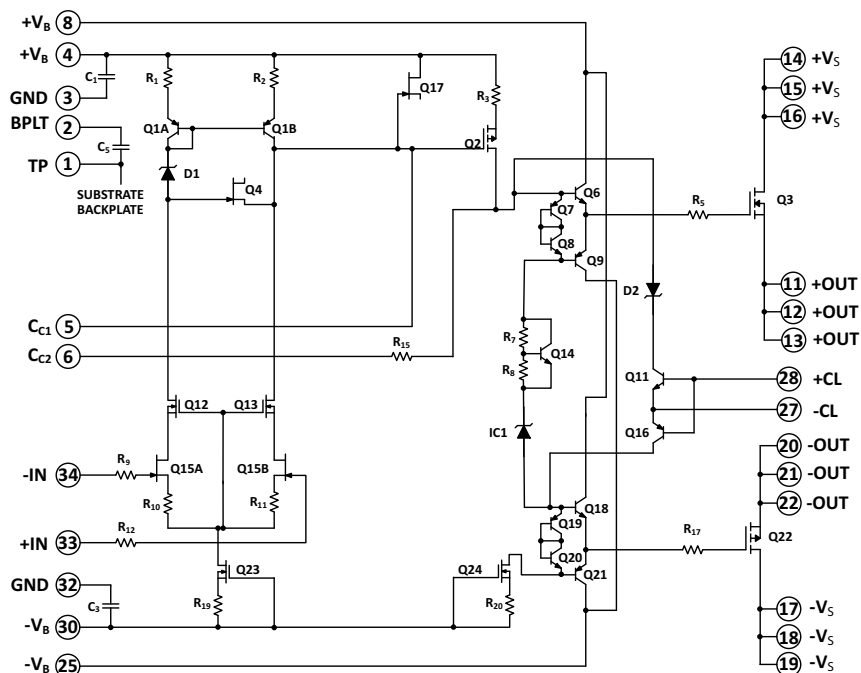 +VB 8
+VB 4
14 +VS
C1
R1
R2
Q17
15 +VS
GND 3
R3
16 +VS
BPLT 2
Q1A
Q1B
Q2
C5
TP 1
D1
Q4
SUBSTRATE
BACKPLATE
Q6
Q7
R5
Q3
Q8
Q9
11 +OUT
D2
12 +OUT
CC1 5
13 +OUT
CC2 6
R15
R7
Q14
R8
Q11
28 +CL
Q12
Q13
27 -CL
IC1
Q16
20 -OUT
-IN 34
R9
Q15A
Q15B
21 -OUT
R10
R11
Q18
22 -OUT
+IN 33
R12
Q19
R17
Q22
Q20
GND 32
Q23
Q24
Q21
C3
R19
R20
17 -VS
-VB 30
18 -VS
-VB 25
19 -VS